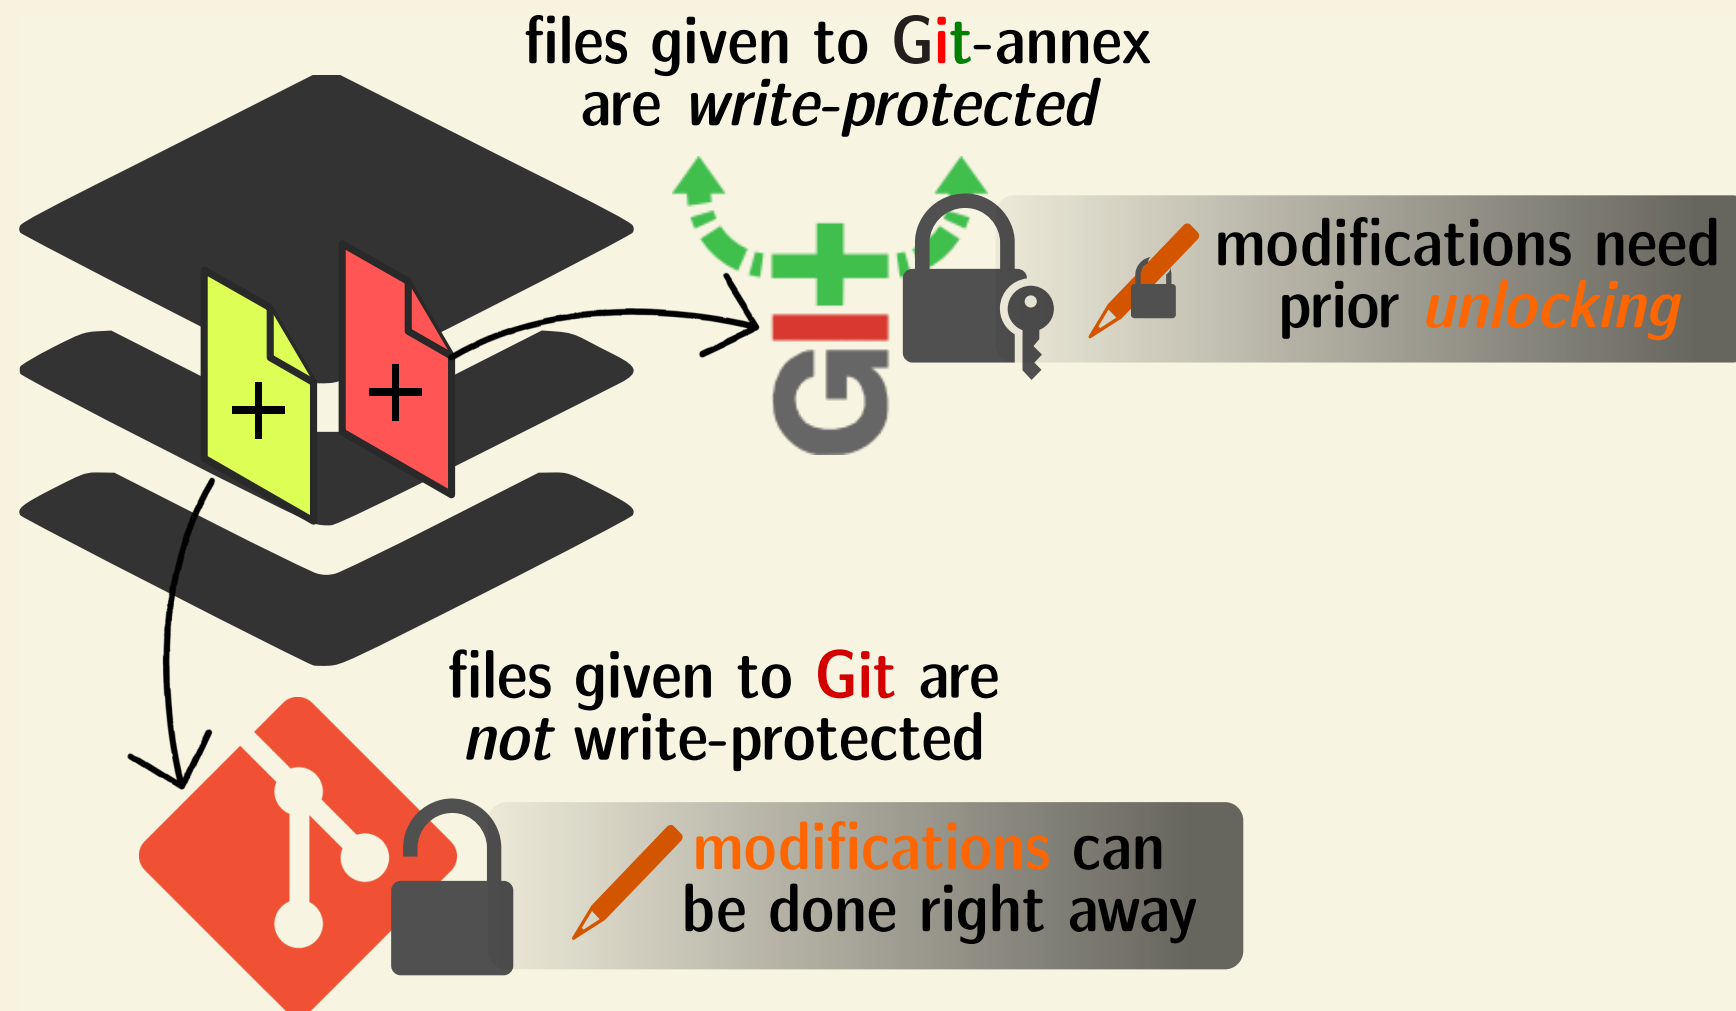 files given to Git-annex
are write-protected
modifications need
prior unlocking
git
files given to Git are
not write-protected
modifications can
be done right away